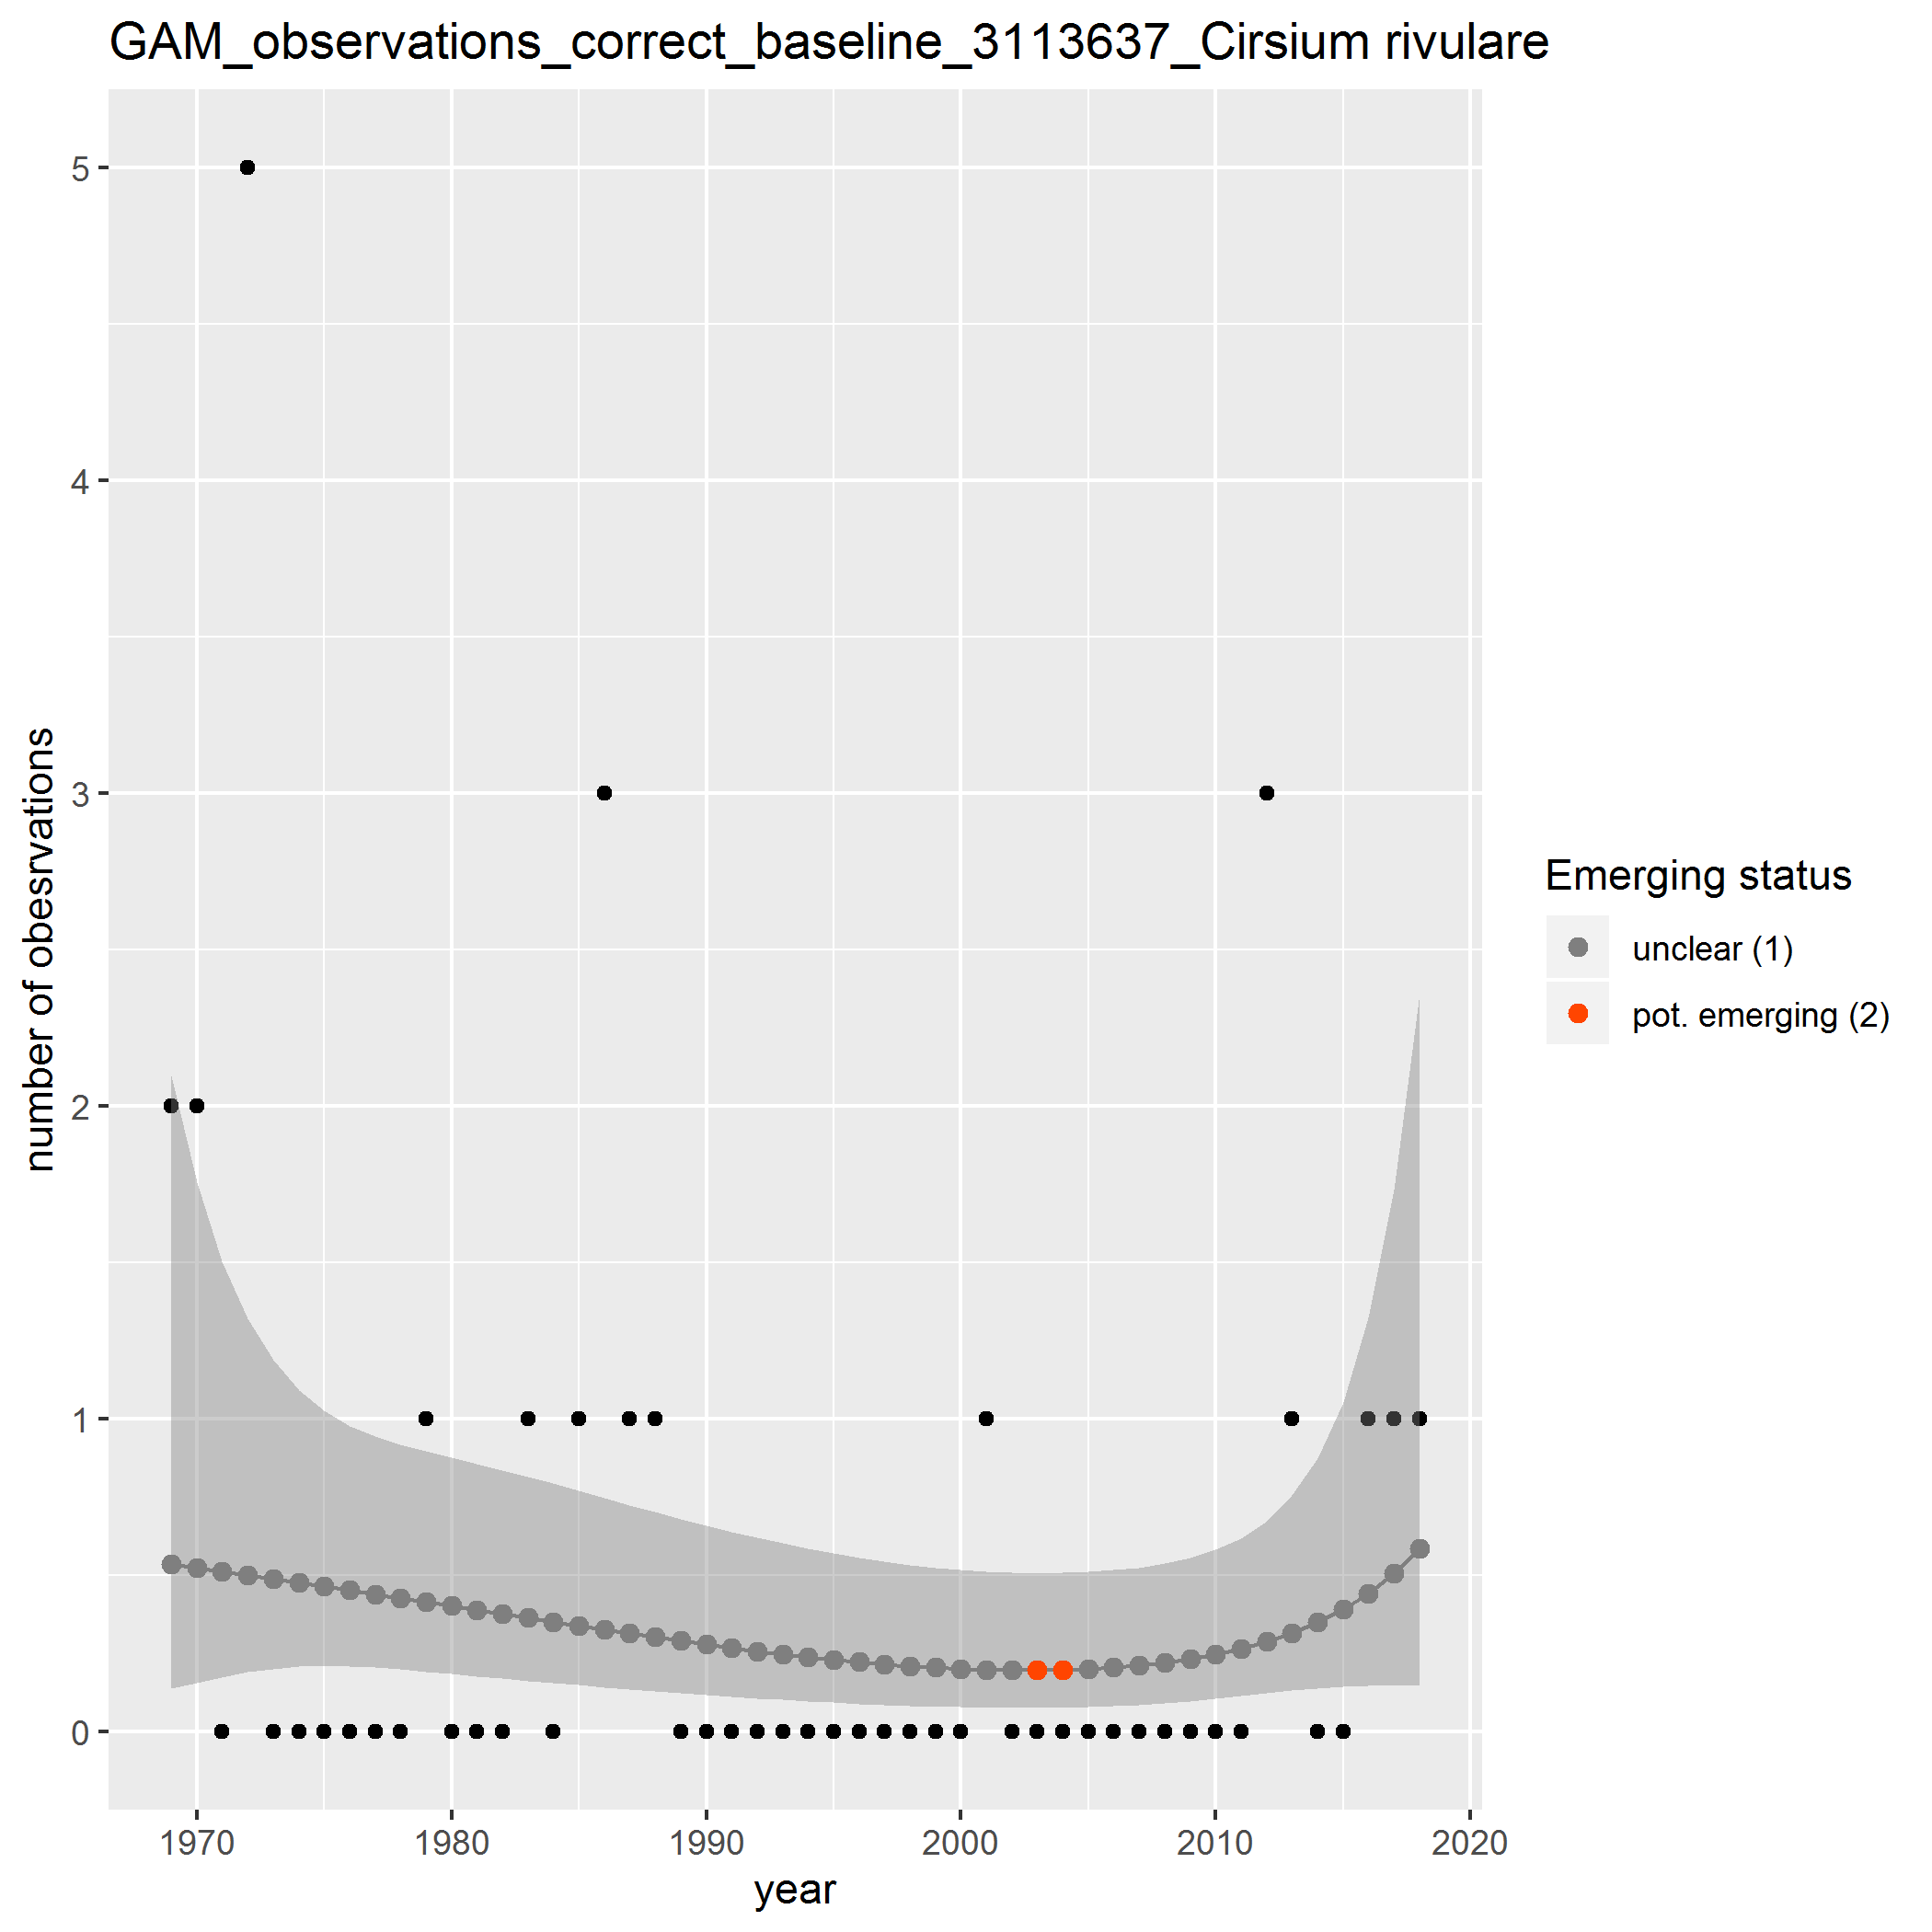 GAM_observations_correct_baseline_3113637_Cirsium rivulare
5
4
3
2
1
0
number of obesrvations
1970 1980 1990 2000 2010 2020
year
Emerging status
unclear (1)
pot. emerging (2)